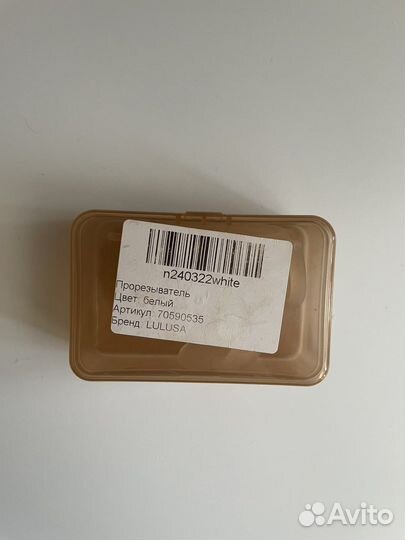 n240322white
Прорезыватель
Цвет: белый
Артикул: 70590535
Бренд: LULUSA
Avito